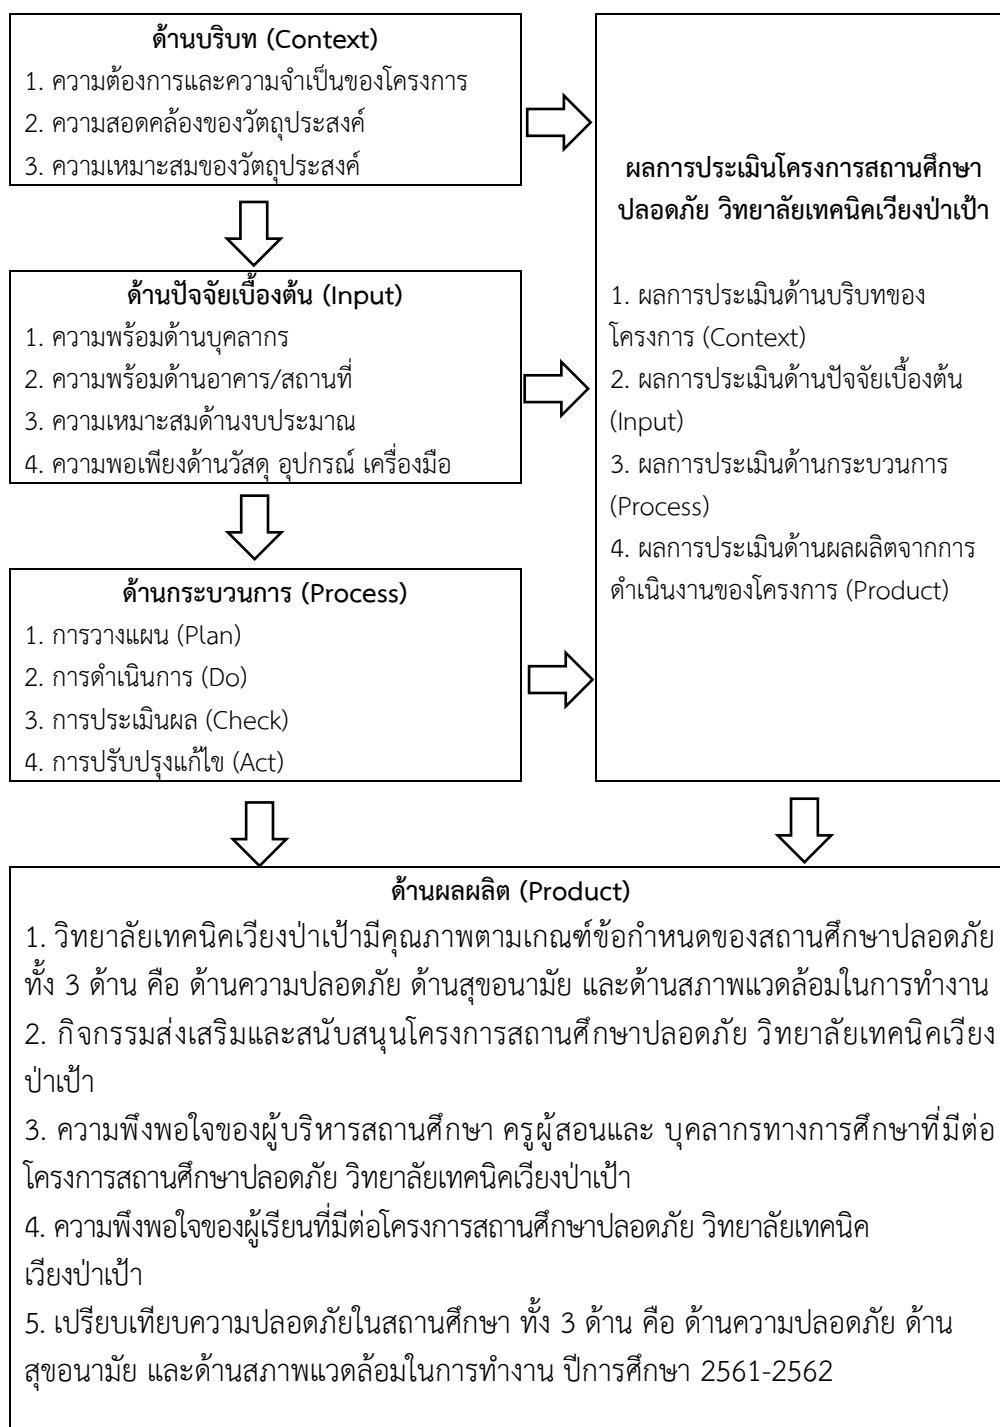 ด้านบริบท (Context)
1. ความต้องการและความจำเป็นของโครงการ
2. ความสอดคล้องของวัตถุประสงค์
3. ความเหมาะสมของวัตถุประสงค์
ด้านปัจจัยเบื้องต้น (Input)
1. ความพร้อมด้านบุคลากร
2. ความพร้อมด้านอาคาร/สถานที่
3. ความเหมาะสมด้านงบประมาณ
4. ความพอเพียงด้านวัสดุ อุปกรณ์ เครื่องมือ
ด้านกระบวนการ (Process)
1. การวางแผน (Plan)
2. การดำเนินการ (Do)
3. การประเมินผล (Check)
4. การปรับปรุงแก้ไข (Act)
ผลการประเมินโครงการสถานศึกษา
ปลอดภัย วิทยาลัยเทคนิคเวียงป่าเป้า
1. ผลการประเมินด้านบริบทของ
โครงการ (Context)
2. ผลการประเมินด้านปัจจัยเบื้องต้น
(Input)
3. ผลการประเมินด้านกระบวนการ
(Process)
4. ผลการประเมินด้านผลผลิตจากการ
ดำเนินงานของโครงการ (Product)
ด้านผลผลิต (Product)
1. วิทยาลัยเทคนิคเวียงป่าเป้ามีคุณภาพตามเกณฑ์ข้อกำหนดของสถานศึกษาปลอดภัย
ทั้ง 3 ด้าน คือ ด้านความปลอดภัย ด้านสุขอนามัย และด้านสภาพแวดล้อมในการทำงาน
2. กิจกรรมส่งเสริมและสนับสนุนโครงการสถานศึกษาปลอดภัย วิทยาลัยเทคนิคเวียง
ป่าเป้า
3. ความพึงพอใจของผู้บริหารสถานศึกษา ครูผู้สอนและ บุคลากรทางการศึกษาที่มีต่อ
โครงการสถานศึกษาปลอดภัย วิทยาลัยเทคนิคเวียงป่าเป้า
4. ความพึงพอใจของผู้เรียนที่มีต่อโครงการสถานศึกษาปลอดภัย วิทยาลัยเทคนิค
เวียงป่าเป้า
5. เปรียบเทียบความปลอดภัยในสถานศึกษา ทั้ง 3 ด้าน คือ ด้านความปลอดภัย ด้าน
สุขอนามัย และด้านสภาพแวดล้อมในการทำงาน ปีการศึกษา 2561-2562